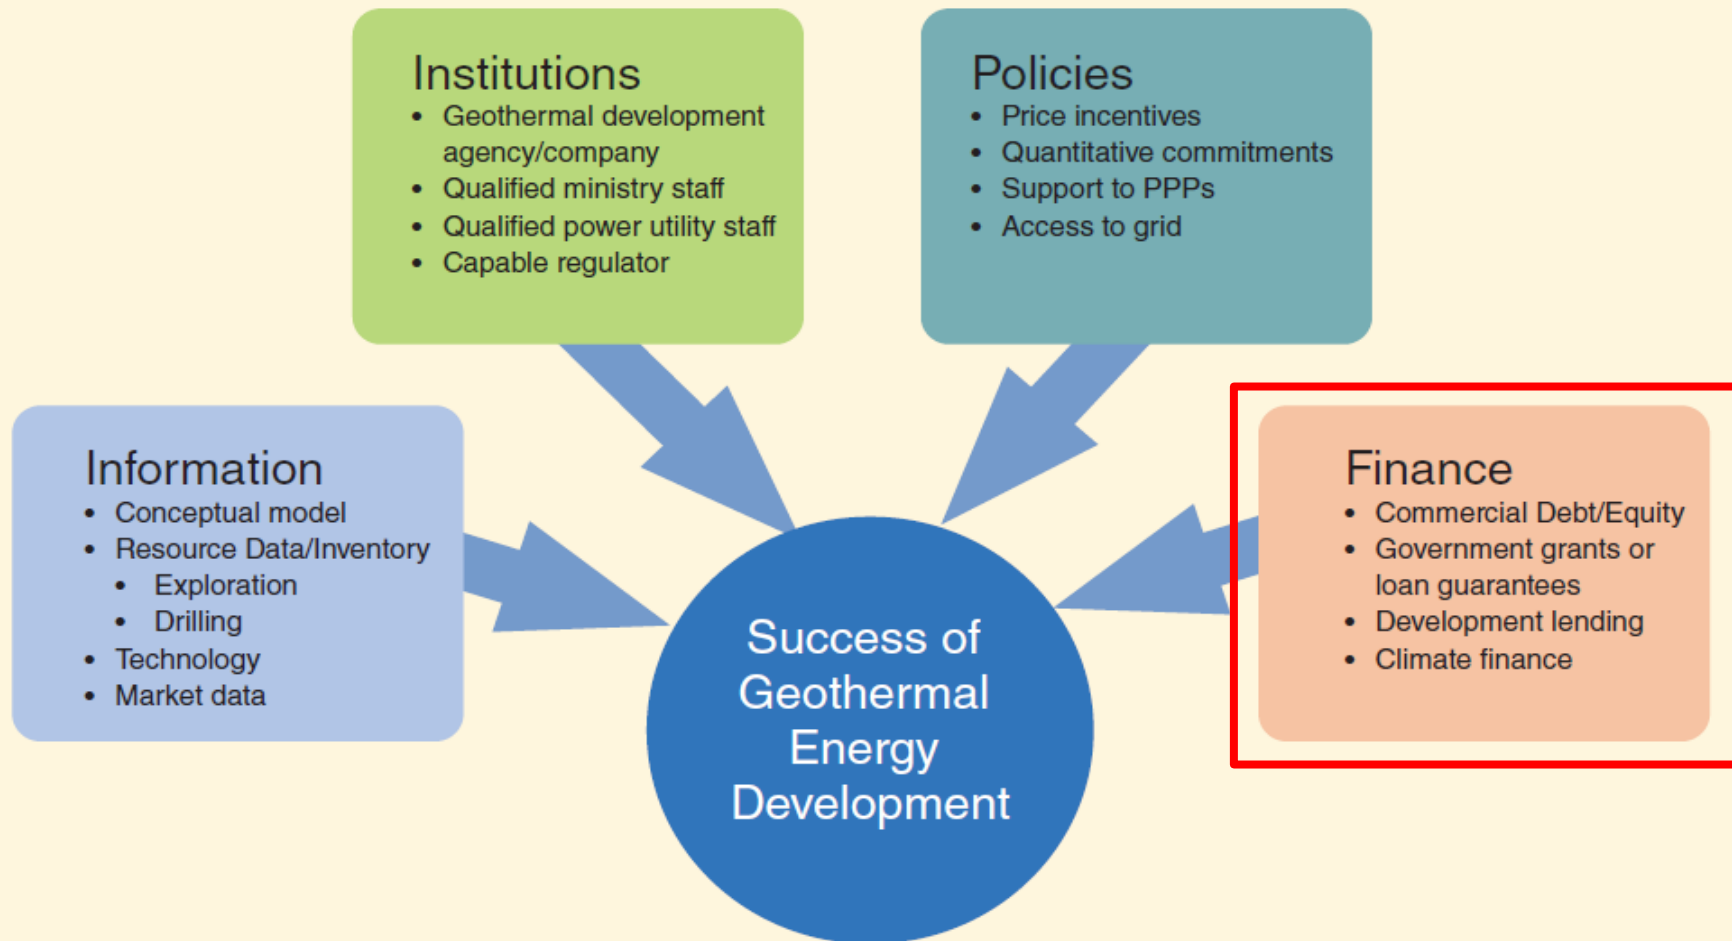 Institutions
• Geothermal development
agency/company
• Qualified ministry staff
• Qualified power utility staff
• Capable regulator
Policies
• Price incentives
• Quantitative commitments
• Support to PPPs
• Access to grid
Information
• Conceptual model
• Resource Data/Inventory
• Exploration
• Drilling
• Technology
• Market data
Finance
• Commercial Debt/Equity
• Government grants or
loan guarantees
• Development lending
• Climate finance
Success of
Geothermal
Energy
Development